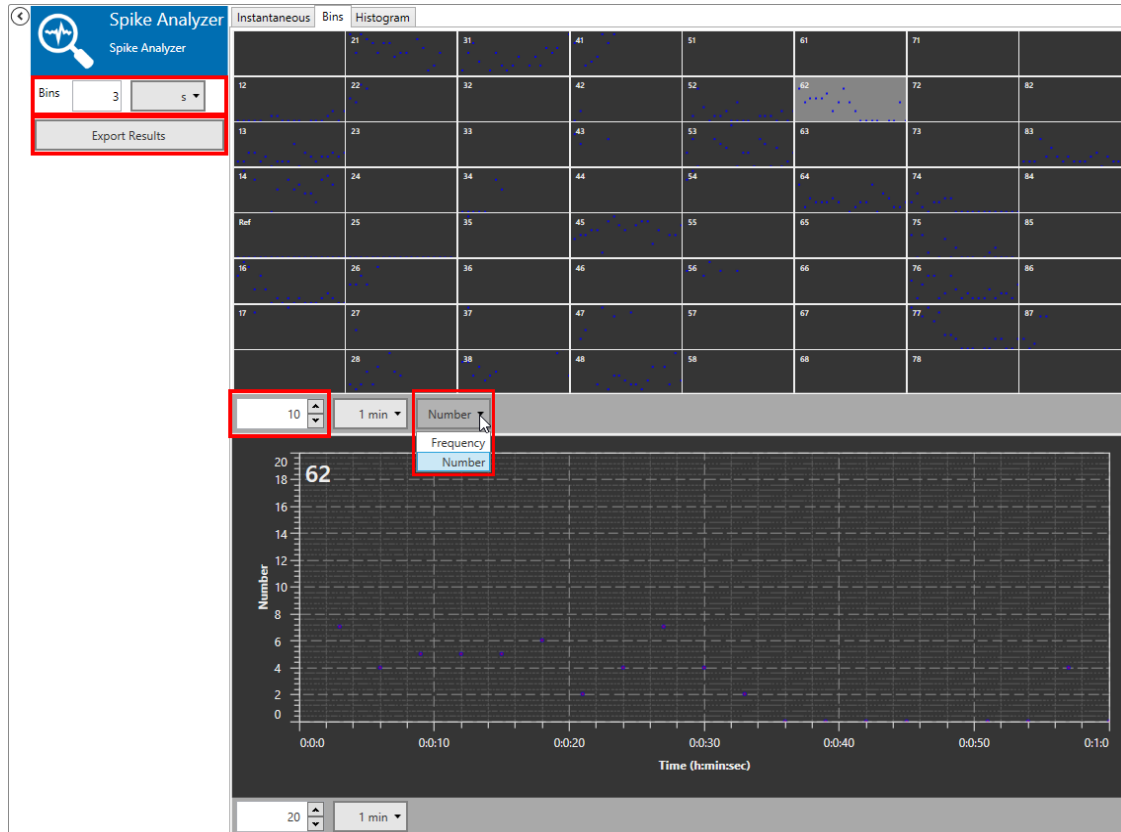 Spike Analyzer
Spike Analyzer
Bins 3 s
Export Results
Instantaneous Bins Histogram
21 31 41 51 61 71
12 22 32 42 52 62 72 82
13 23 33 43 53 63 73 83
14 24 34 44 54 64 74 84
Ref 25 35 45 55 65 75 85
16 26 36 46 56 66 76 86
17 27 37 47 57 67 77 87
28 38 48 58 68 78
10 1 min Number
Frequency
Number
62
20
18
16
14
12
10
8
6
4
2
0
Number
0:0:0 0:0:10 0:0:20 0:0:30 0:0:40 0:0:50 0:1:0
Time (h:min:sec)
20 1 min